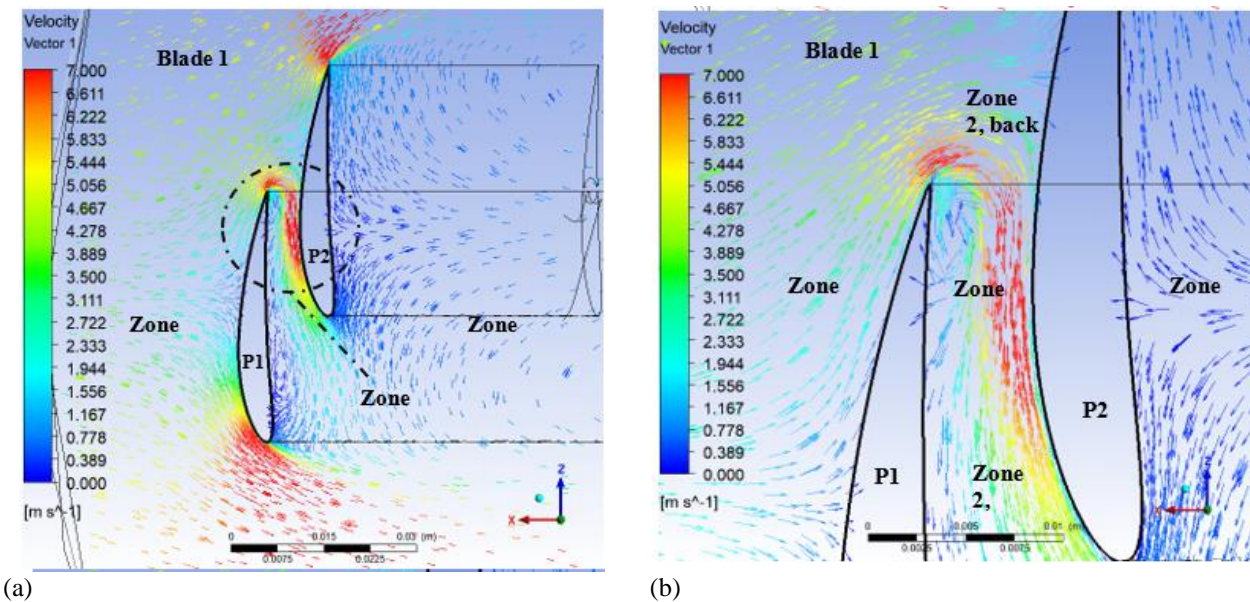 Velocity
Vector 1
Blade 1
7.000
6.611
6.222
5.833
5.444
5.056
4.667
4.278
3.889
3.500
3.111
2.722
2.333
1.944
1.556
1.167
0.778
0.389
0.000
[m s^-1]
P2
Zone
Zone
P1
Zone
Z
X
0
0.015
0.03
(m)
0.0075
0.0225
(a)
Velocity
Vector 1
Blade 1
7.000
6.611
6.222
5.833
5.444
5.056
4.667
4.278
3.889
3.500
3.111
2.722
2.333
1.944
1.556
1.167
0.778
0.389
0.000
[m s^-1]
Zone
2, back
Zone
Zone
Zone
P2
P1
Zone
2,
Z
X
0
0.005
0.01
(m)
0.0025
0.0075
(b)